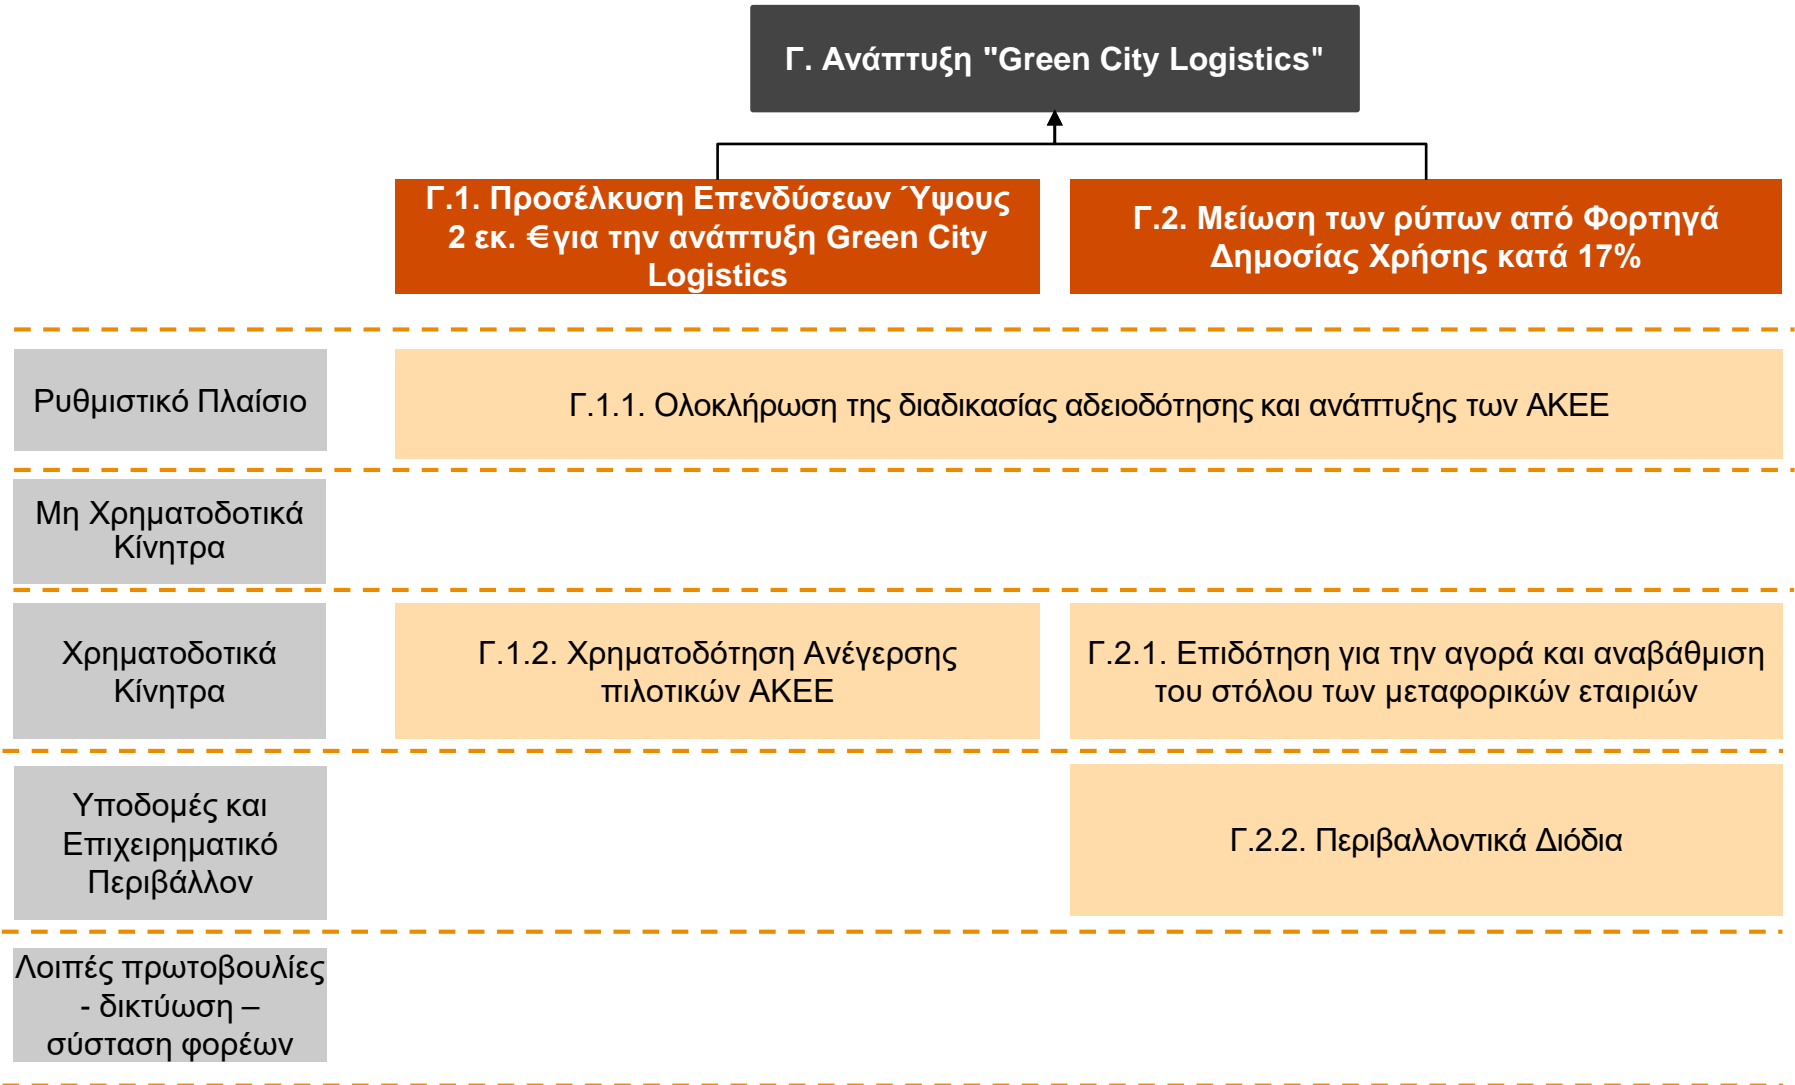 Γ. Ανάπτυξη "Green City Logistics"
Γ.1. Προσέλκυση Επενδύσεων Ύψους
2 εκ. € για την ανάπτυξη Green City
Logistics
Γ.2. Μείωση των ρύπων από Φορτηγά
Δημοσίας Χρήσης κατά 17%
Ρυθμιστικό Πλαίσιο
Γ.1.1. Ολοκλήρωση της διαδικασίας αδειοδότησης και ανάπτυξης των ΑΚΕΕ
Μη Χρηματοδοτικά
Κίνητρα
Χρηματοδοτικά
Κίνητρα
Γ.1.2. Χρηματοδότηση Ανέγερσης
πιλοτικών ΑΚΕΕ
Γ.2.1. Επιδότηση για την αγορά και αναβάθμιση
του στόλου των μεταφορικών εταιριών
Υποδομές και
Επιχειρηματικό
Περιβάλλον
Γ.2.2. Περιβαλλοντικά Διόδια
Λοιπές πρωτοβουλίες
- δικτύωση –
σύσταση φορέων